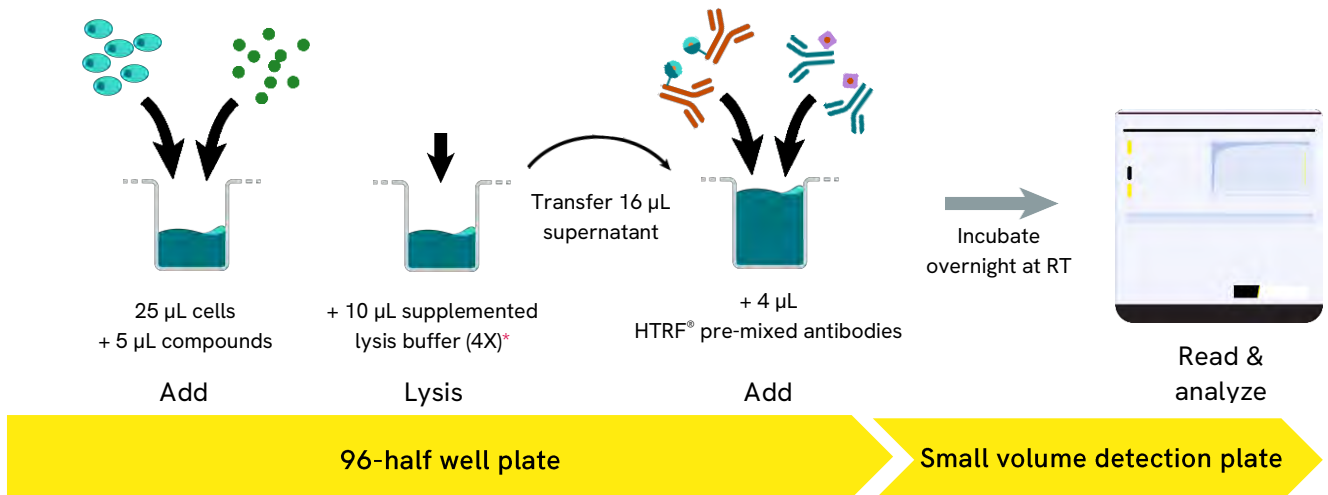 Transfer 16 µL
supernatant
Incubate
overnight at RT
25 µL cells
+ 5 µL compounds
+ 10 µL supplemented
lysis buffer (4X)*
+ 4 µL
HTRF® pre-mixed antibodies
Read &
analyze
Add
Lysis
Add
96-half well plate
Small volume detection plate